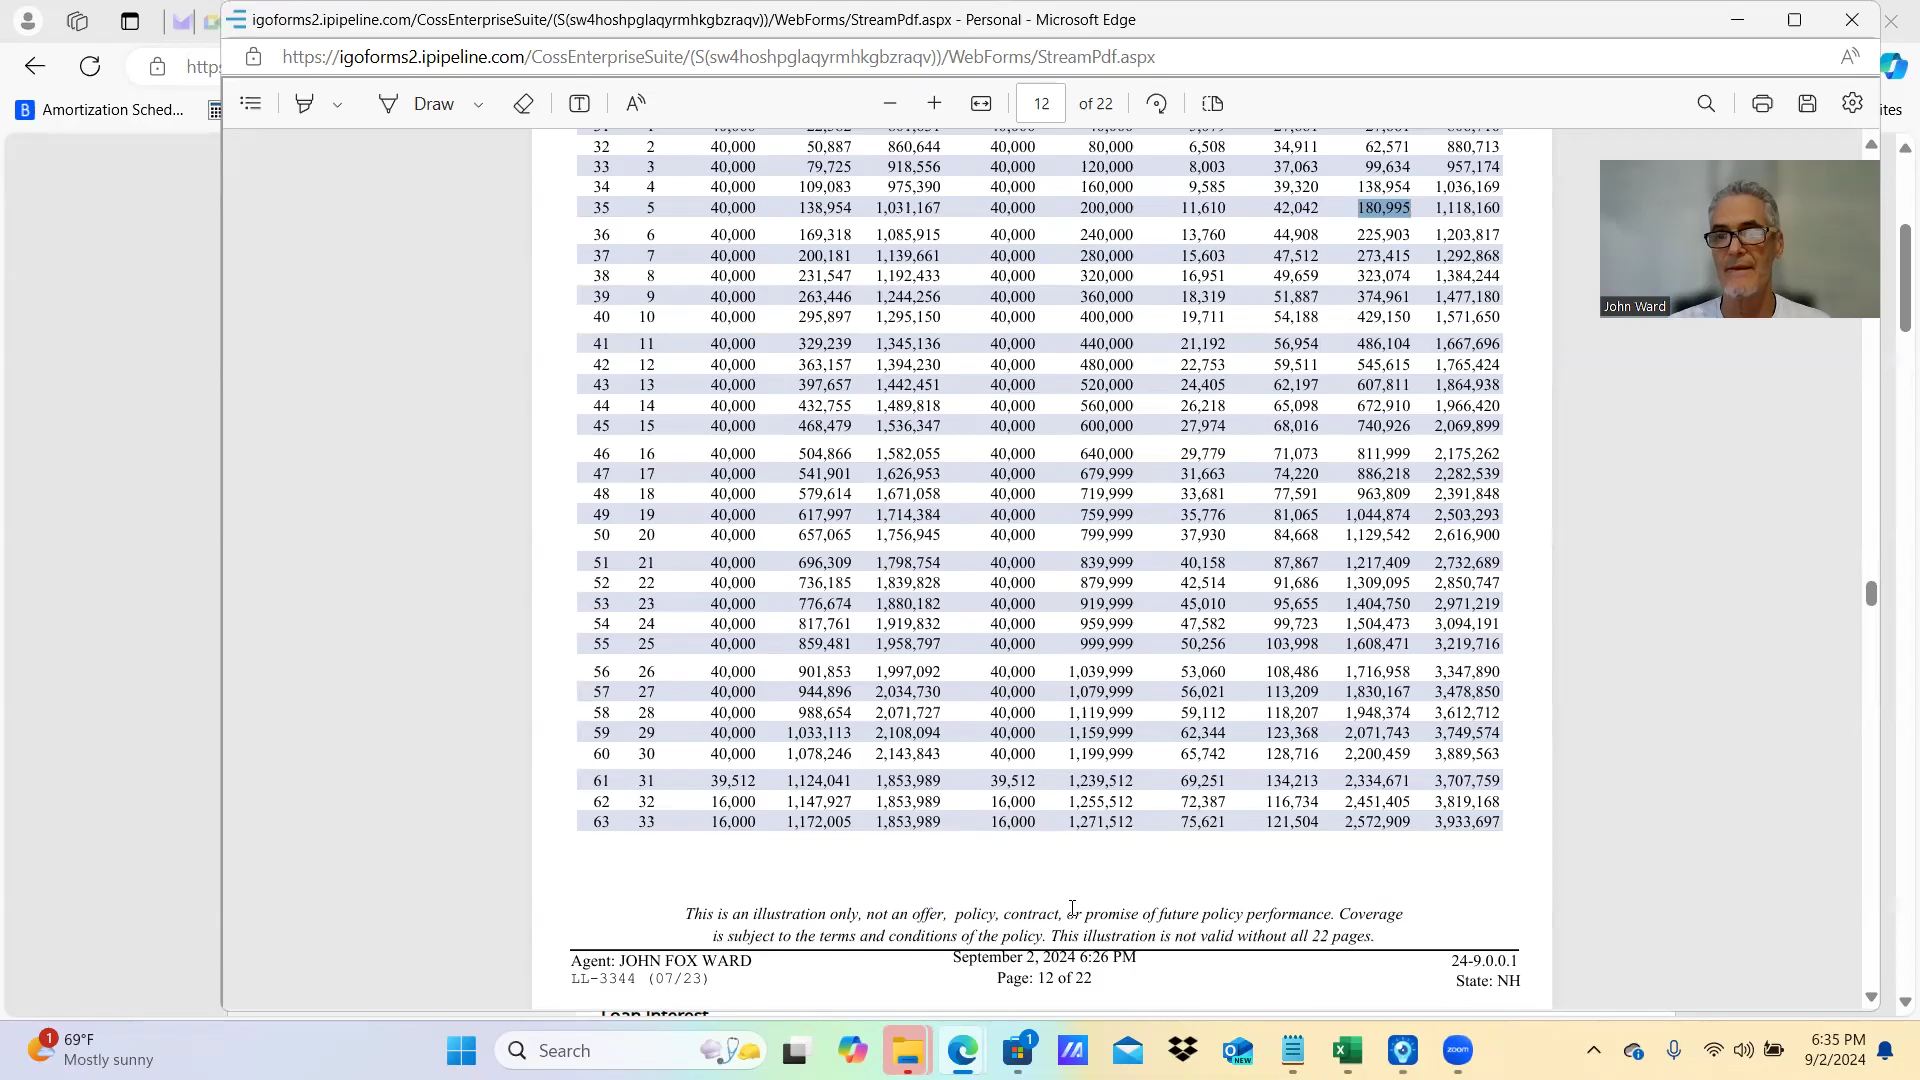 igoforms2.ipipeline.com/CossEnterpriseSuite/(S(sw4hoshpglaqyrmhkgbzraqv))/WebForms/StreamPdf.aspx - Personal - Microsoft Edge
https://igoforms2.ipipeline.com/CossEnterpriseSuite/(S(sw4hoshpglaqyrmhkgbzraqv))/WebForms/StreamPdf.aspx
Draw 12 of 22
Amortization Sched...
32 2 40,000 50,887 860,644 40,000 80,000 6,508 34,911 62,571 880,713
33 3 40,000 79,725 918,556 40,000 120,000 8,003 37,063 99,634 957,174
34 4 40,000 109,083 975,390 40,000 160,000 9,585 39,320 138,954 1,036,169
35 5 40,000 138,954 1,031,167 40,000 200,000 11,610 42,042 180,995 1,118,160
36 6 40,000 169,318 1,085,915 40,000 240,000 13,760 44,908 225,903 1,203,817
37 7 40,000 200,181 1,139,661 40,000 280,000 15,603 47,512 273,415 1,292,868
38 8 40,000 231,547 1,192,433 40,000 320,000 16,951 49,659 323,074 1,384,244
39 9 40,000 263,446 1,244,256 40,000 360,000 18,319 51,887 374,961 1,477,180
40 10 40,000 295,897 1,295,150 40,000 400,000 19,711 54,188 429,150 1,571,650
41 11 40,000 329,239 1,345,136 40,000 440,000 21,192 56,954 486,104 1,667,696
42 12 40,000 363,157 1,394,230 40,000 480,000 22,753 59,511 545,615 1,765,424
43 13 40,000 397,657 1,442,451 40,000 520,000 24,405 62,197 607,811 1,864,938
44 14 40,000 432,755 1,489,818 40,000 560,000 26,218 65,098 672,910 1,966,420
45 15 40,000 468,479 1,536,347 40,000 600,000 27,974 68,016 740,926 2,069,899
46 16 40,000 504,866 1,582,055 40,000 640,000 29,779 71,073 811,999 2,175,262
47 17 40,000 541,901 1,626,953 40,000 679,999 31,663 74,220 886,218 2,282,539
48 18 40,000 579,614 1,671,058 40,000 719,999 33,681 77,591 963,809 2,391,848
49 19 40,000 617,997 1,714,384 40,000 759,999 35,776 81,065 1,044,874 2,503,293
50 20 40,000 657,065 1,756,945 40,000 799,999 37,930 84,668 1,129,542 2,616,900
51 21 40,000 696,309 1,798,754 40,000 839,999 40,158 87,867 1,217,409 2,732,689
52 22 40,000 736,185 1,839,828 40,000 879,999 42,514 91,686 1,309,095 2,850,747
53 23 40,000 776,674 1,880,182 40,000 919,999 45,010 95,655 1,404,750 2,971,219
54 24 40,000 817,761 1,919,832 40,000 959,999 47,582 99,723 1,504,473 3,094,191
55 25 40,000 859,481 1,958,797 40,000 999,999 50,256 103,998 1,608,471 3,219,716
56 26 40,000 901,853 1,997,092 40,000 1,039,999 53,060 108,486 1,716,958 3,347,890
57 27 40,000 944,896 2,034,730 40,000 1,079,999 56,021 113,209 1,830,167 3,478,850
58 28 40,000 988,654 2,071,727 40,000 1,119,999 59,112 118,207 1,948,374 3,612,712
59 29 40,000 1,033,113 2,108,094 40,000 1,159,999 62,344 123,368 2,071,743 3,749,574
60 30 40,000 1,078,246 2,143,843 40,000 1,199,999 65,742 128,716 2,200,459 3,889,563
61 31 39,512 1,124,041 1,853,989 39,512 1,239,512 69,251 134,213 2,334,671 3,707,759
62 32 16,000 1,147,927 1,853,989 16,000 1,255,512 72,387 116,734 2,451,405 3,819,168
63 33 16,000 1,172,005 1,853,989 16,000 1,271,512 75,621 121,504 2,572,909 3,933,697
John Ward
This is an illustration only, not an offer, policy, contract, or promise of future policy performance. Coverage
is subject to the terms and conditions of the policy. This illustration is not valid without all 22 pages.
Agent: JOHN FOX WARD September 2, 2024 6:26 PM 24-9.0.0.1
LL-3344 (07/23) Page: 12 of 22 State: NH
Loan Interest
69°F
Mostly sunny
Search
zoom
6:35 PM
9/2/2024